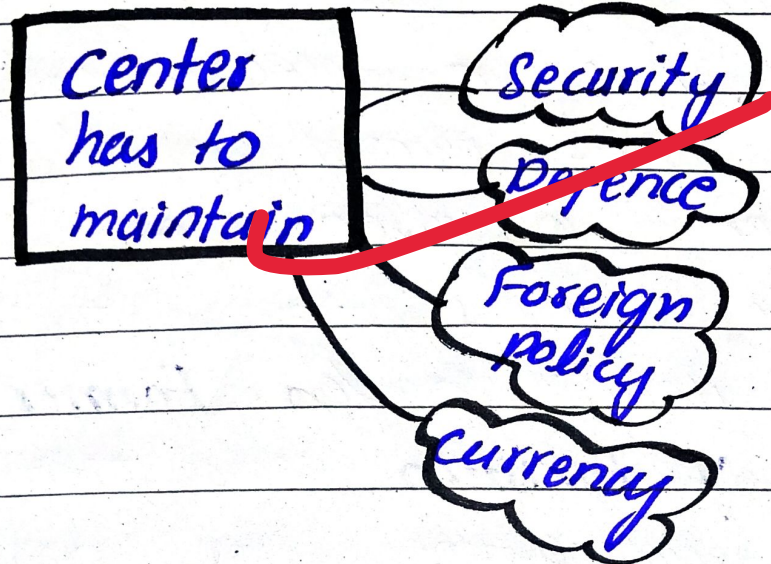 Center
has to
maintain
Security
Defence
Foreign
policy
Currency